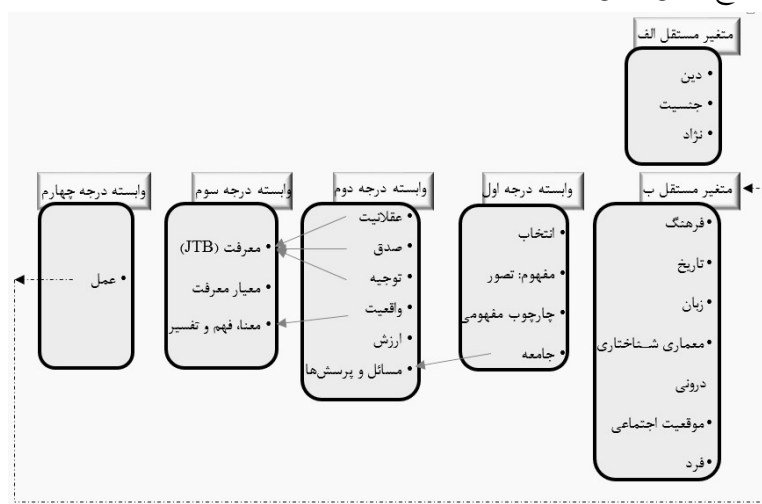 متغیر مستقل الف
• دین
• جنسیت
• نژاد
متغیر مستقل ب
• فرهنگ
• تاریخ
• زبان
• معماری شناختاری
درونی
• موقعیت اجتماعی
• فرد
وابسته درجه اول
• انتخاب
• مفهوم: تصور
• چارچوب مفهومی
• جامعه
وابسته درجه دوم
• عقلانیت
• صدق
• توجیه
• واقعیت
• ارزش
• مسائل و پرسش‌ها
وابسته درجه سوم
• معرفت (JTB)
• معیار معرفت
• معنا، فهم و تفسیر
وابسته درجه چهارم
• عمل